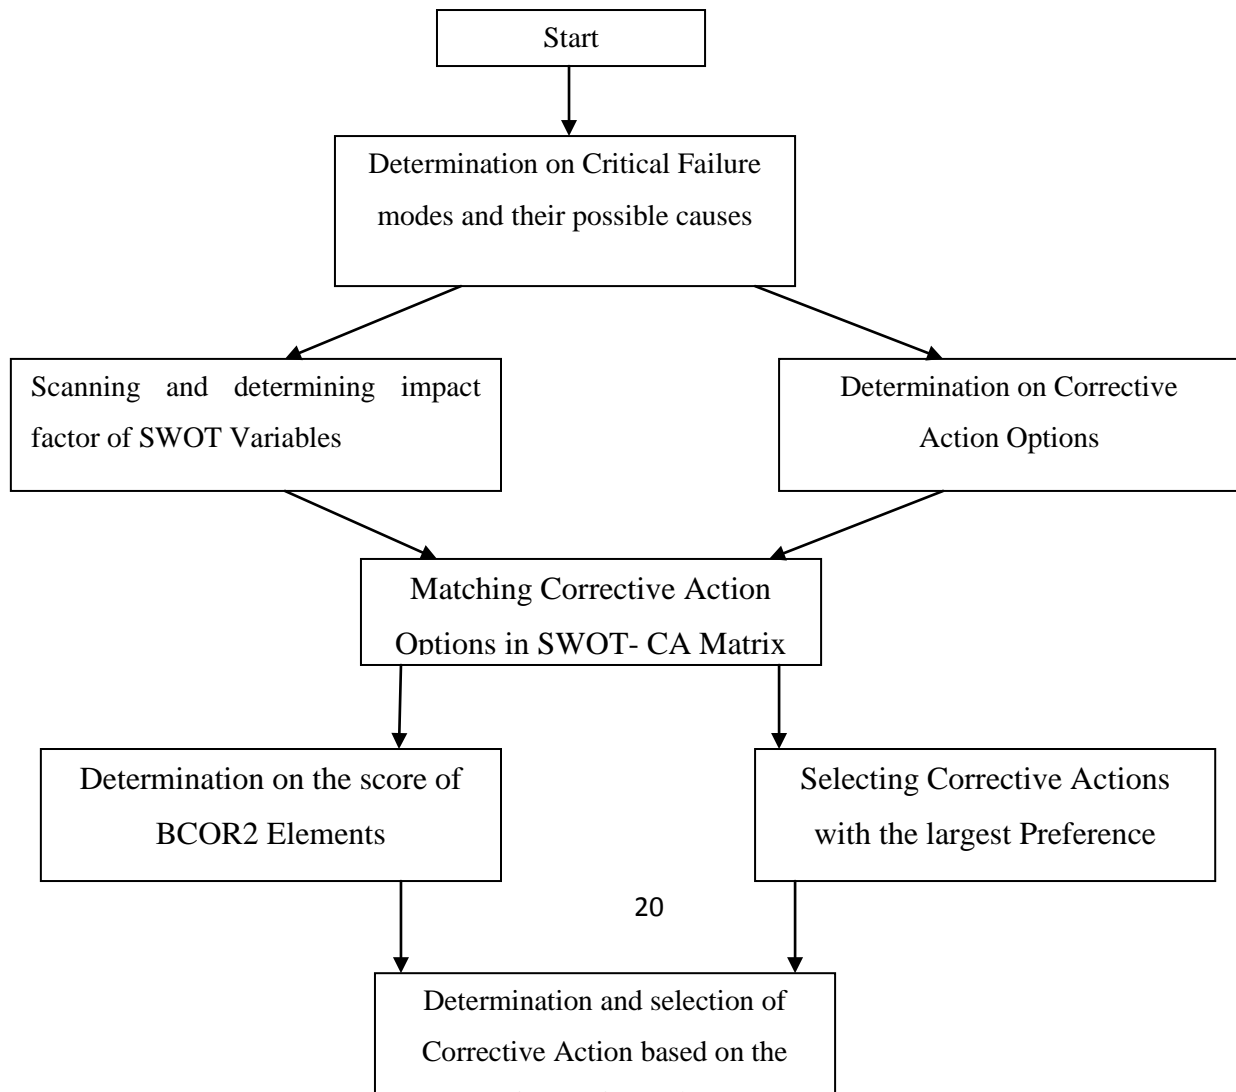 Start
Determination on Critical Failure
modes and their possible causes
Scanning and determining impact
factor of SWOT Variables
Determination on Corrective
Action Options
Matching Corrective Action
Options in SWOT- CA Matrix
Determination on the score of
BCOR2 Elements
Selecting Corrective Actions
with the largest Preference
20
Determination and selection of
Corrective Action based on the